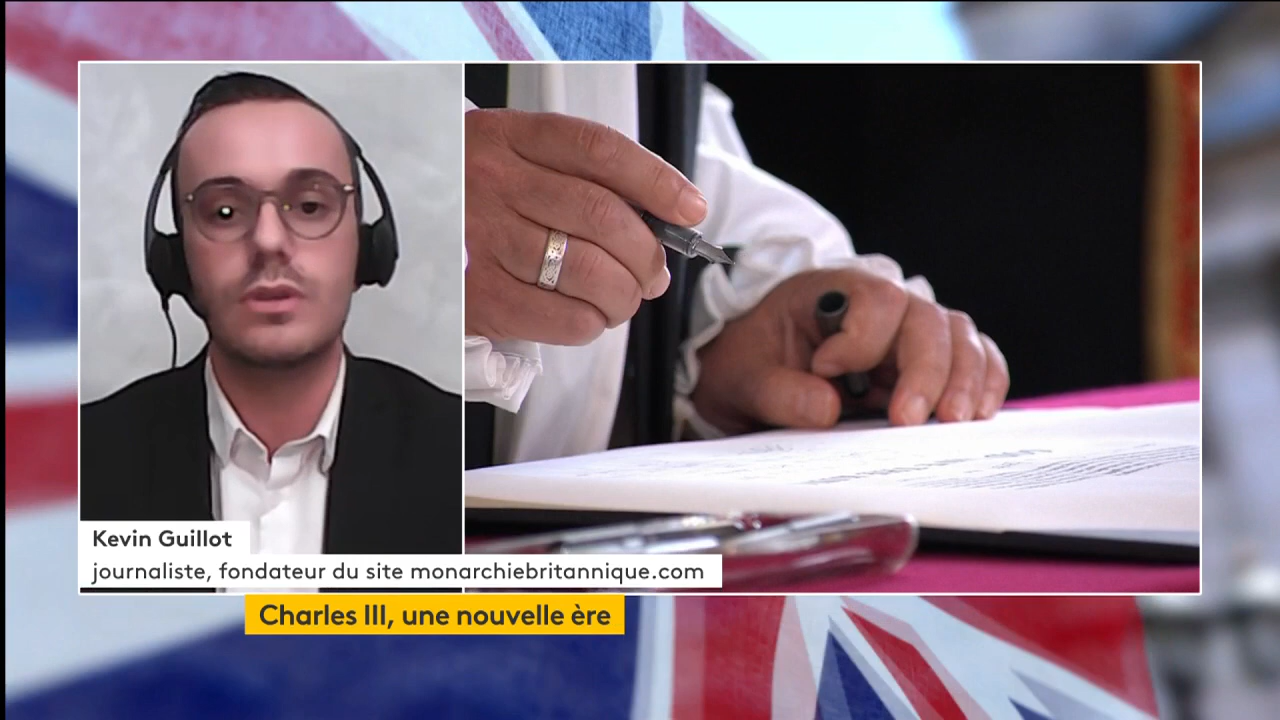 Kevin Guillot
journaliste, fondateur du site monarchiebritannique.com
Charles III, une nouvelle ère